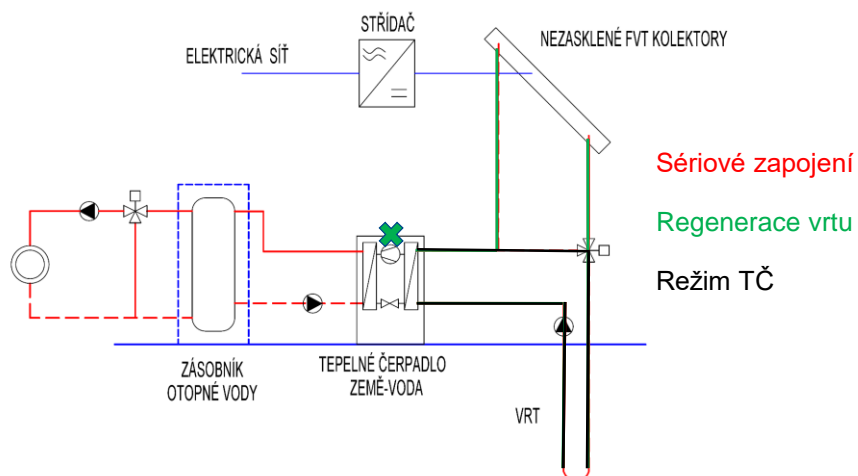 STŘÍDAČ
NEZASKLENÉ FVT KOLEKTORY
ELEKTRICKÁ SÍŤ
Sériové zapojení
Regenerace vrtu
Režim TČ
ZÁSOBNÍK
OTOPNÉ VODY
TEPELNÉ ČERPADLO
ZEMĚ-VODA
VRT